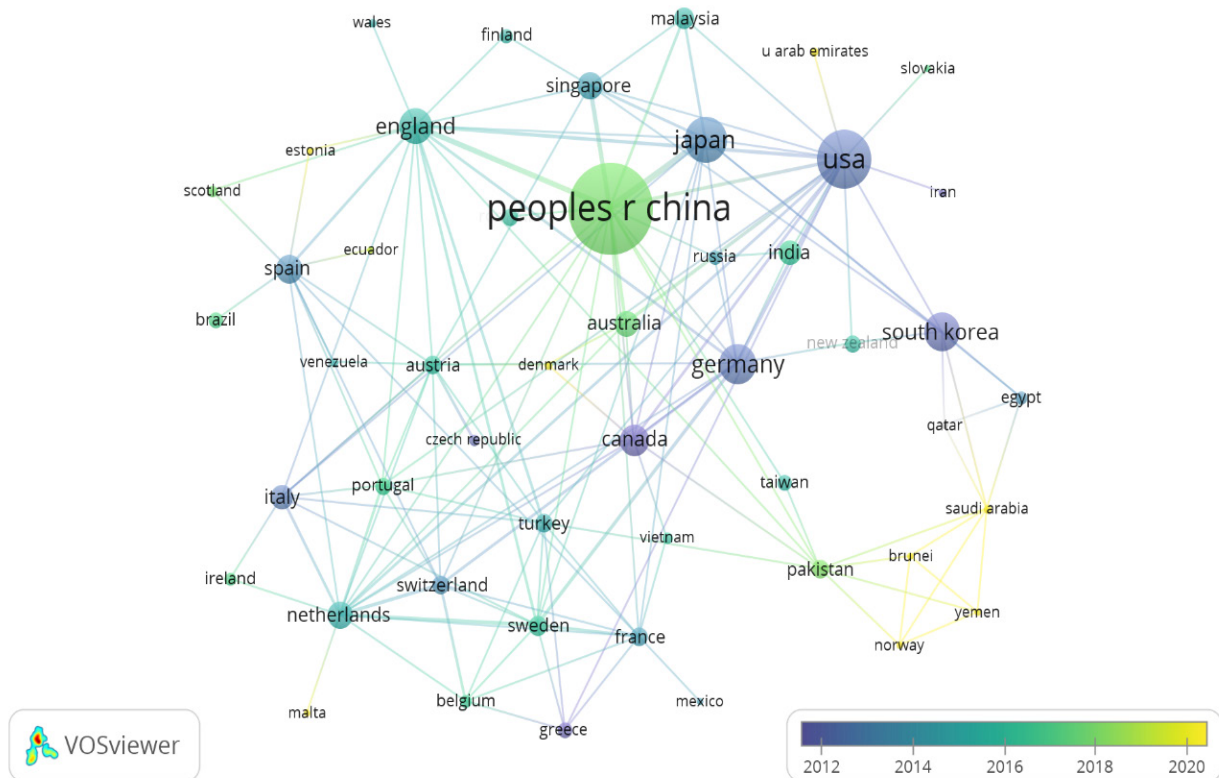 wales
finland
malaysia
u arab emirates
slovakia
singapore
england
japan
usa
estonia
scotland
iran
peoples r china
ecuador
spain
russia
india
brazil
australia
south korea
new zealand
venezuela
austria
denmark
germany
egypt
qatar
czech republic
canada
portugal
taiwan
italy
saudi arabia
turkey
vietnam
brunei
pakistan
ireland
switzerland
netherlands
sweden
france
yemen
norway
belgium
mexico
malta
greece
VOSviewer
2012 2014 2016 2018 2020